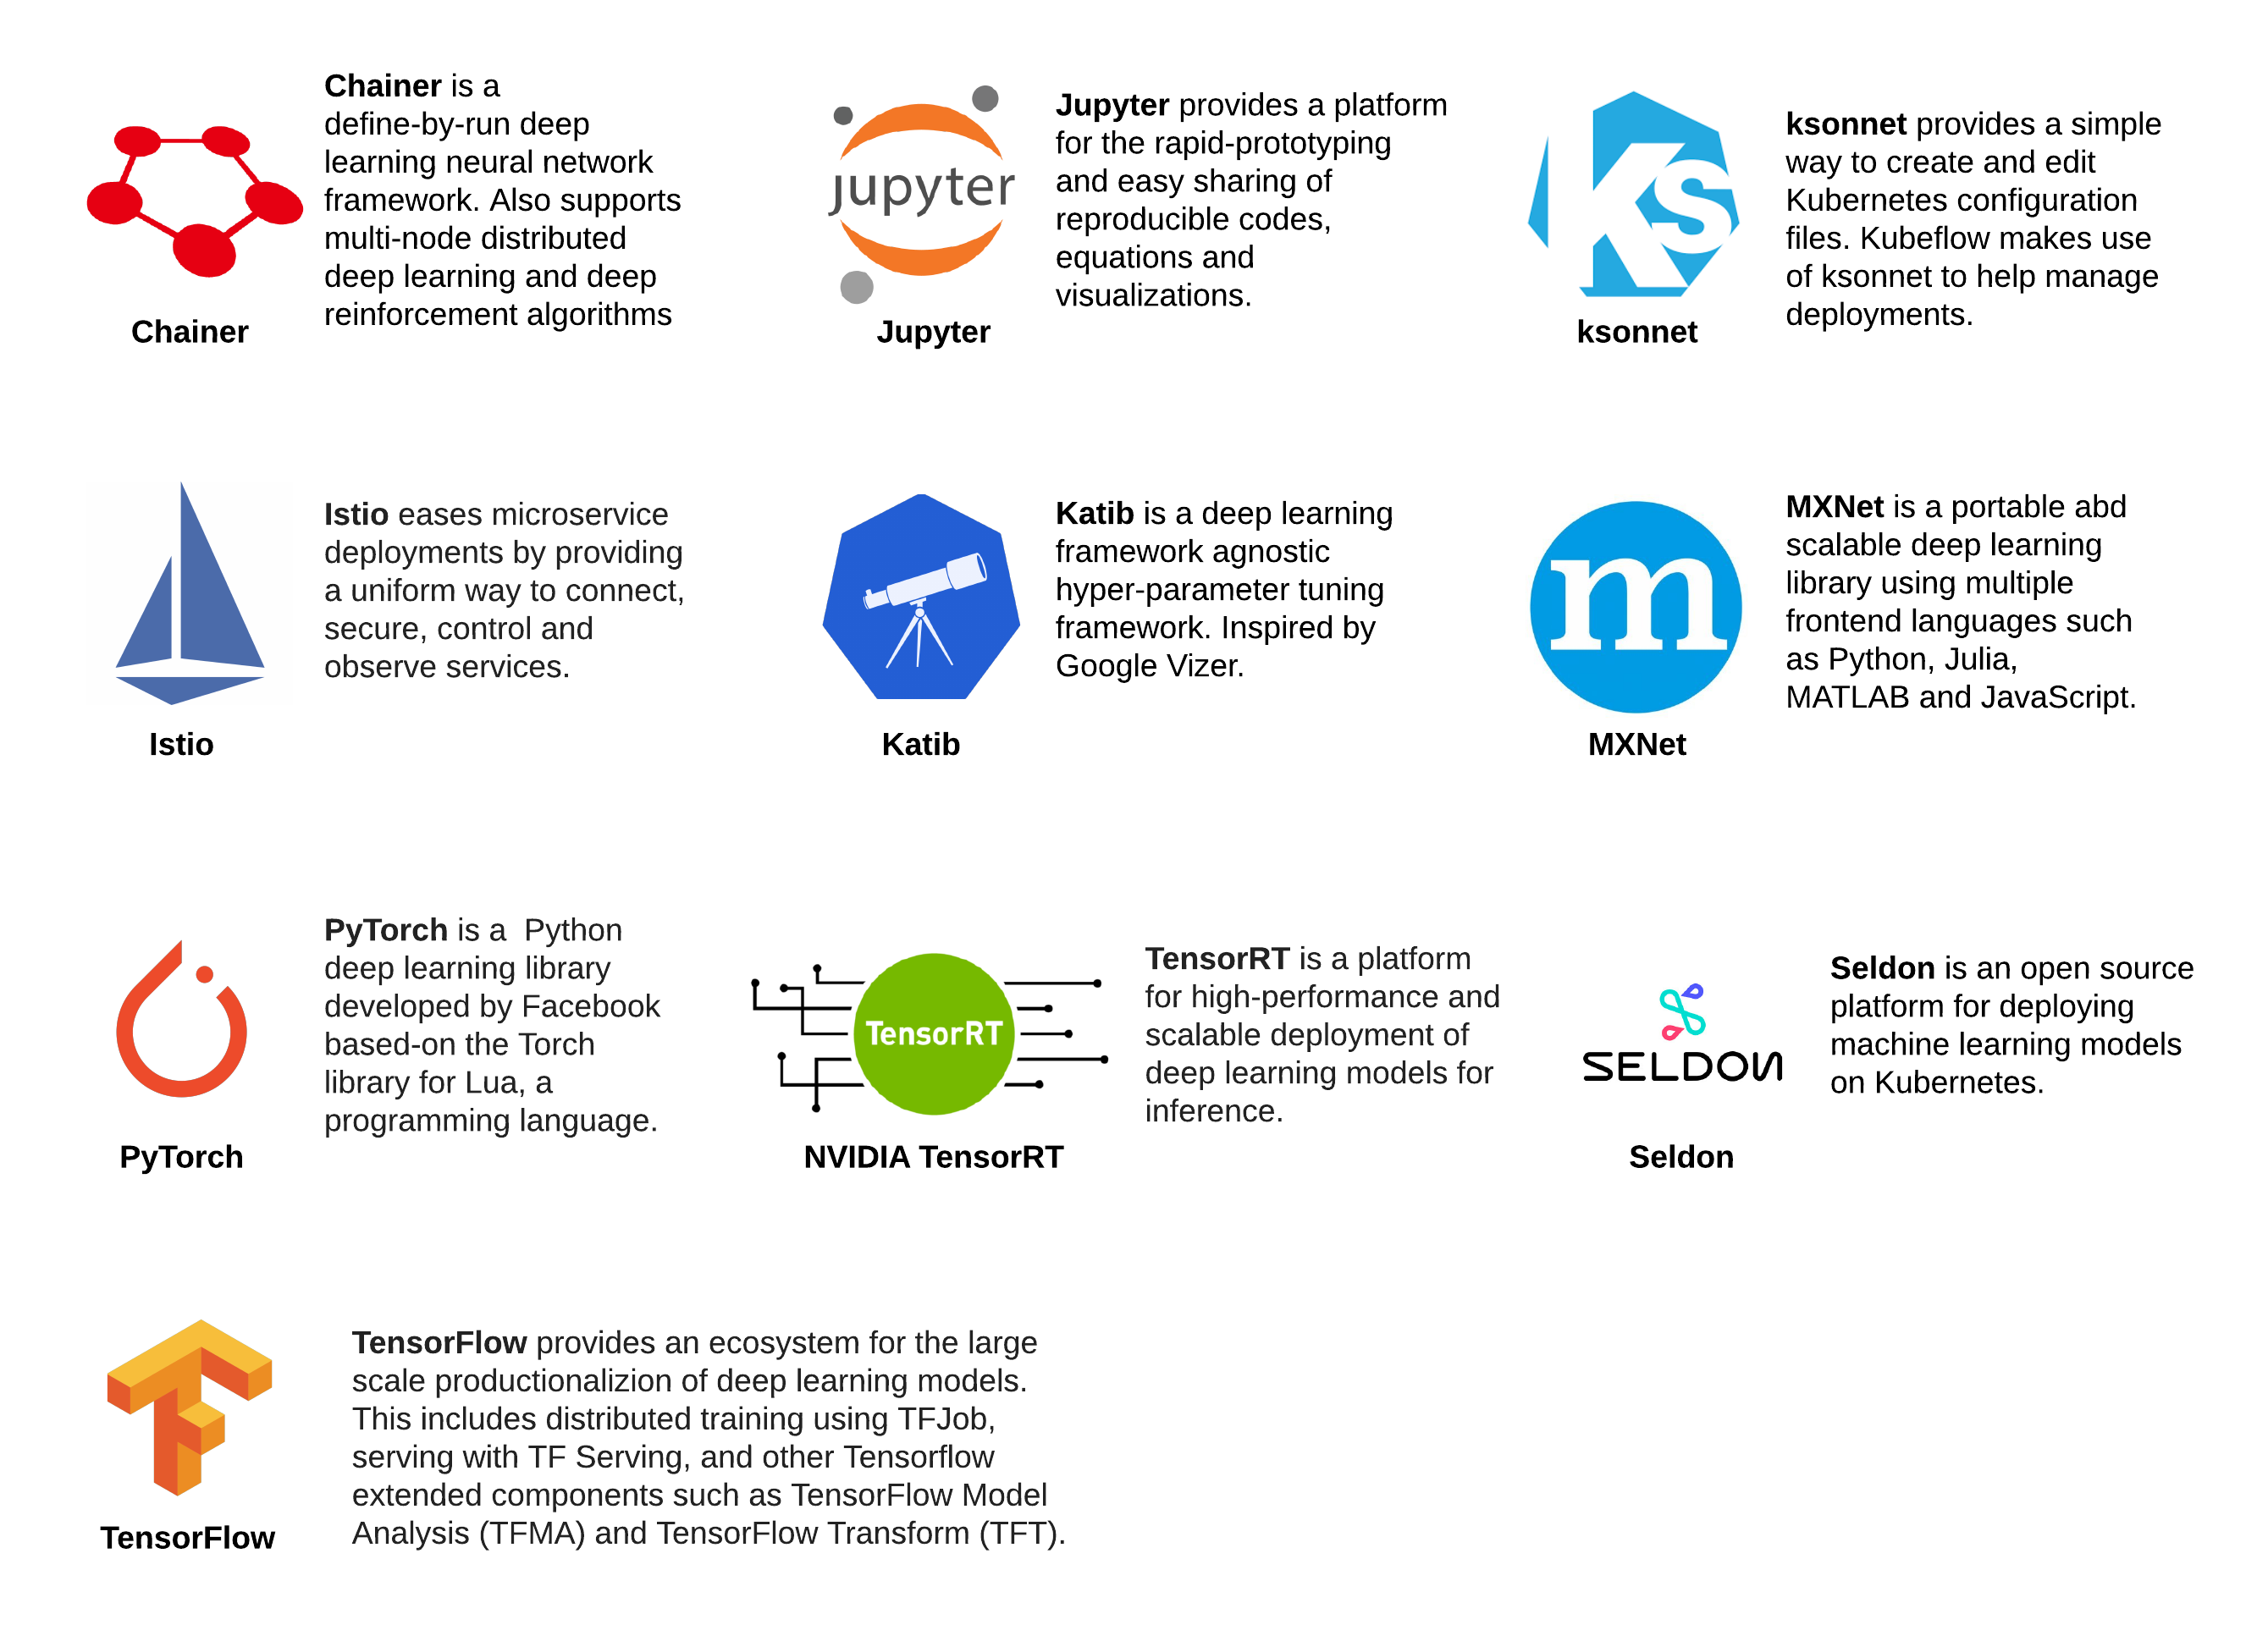 Chainer is a
define-by-run deep
learning neural network
framework. Also supports
multi-node distributed
deep learning and deep
reinforcement algorithms
Chainer
jupyter
Jupyter provides a platform
for the rapid-prototyping
and easy sharing of
reproducible codes,
equations and
visualizations.
Jupyter
ks
ksonnet provides a simple
way to create and edit
Kubernetes configuration
files. Kubeflow makes use
of ksonnet to help manage
deployments.
ksonnet
Istio eases microservice
deployments by providing
a uniform way to connect,
secure, control and
observe services.
Istio
Katib is a deep learning
framework agnostic
hyper-parameter tuning
framework. Inspired by
Google Vizer.
Katib
m
MXNet is a portable abd
scalable deep learning
library using multiple
frontend languages such
as Python, Julia,
MATLAB and JavaScript.
MXNet
PyTorch is a  Python
deep learning library
developed by Facebook
based-on the Torch
library for Lua, a
programming language.
PyTorch
TensorRT
TensorRT is a platform
for high-performance and
scalable deployment of
deep learning models for
inference.
NVIDIA TensorRT
SELDON
Seldon is an open source
platform for deploying
machine learning models
on Kubernetes.
Seldon
TensorFlow provides an ecosystem for the large
scale productionalizion of deep learning models.
This includes distributed training using TFJob,
serving with TF Serving, and other Tensorflow
extended components such as TensorFlow Model
Analysis (TFMA) and TensorFlow Transform (TFT).
TensorFlow